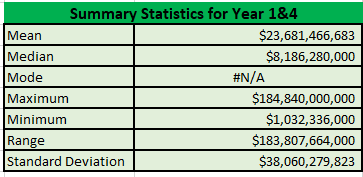 Summary Statistics for Year 1&4
Mean $23,681,466,683
Median $8,186,280,000
Mode #N/A
Maximum $184,840,000,000
Minimum $1,032,336,000
Range $183,807,664,000
Standard Deviation $38,060,279,823